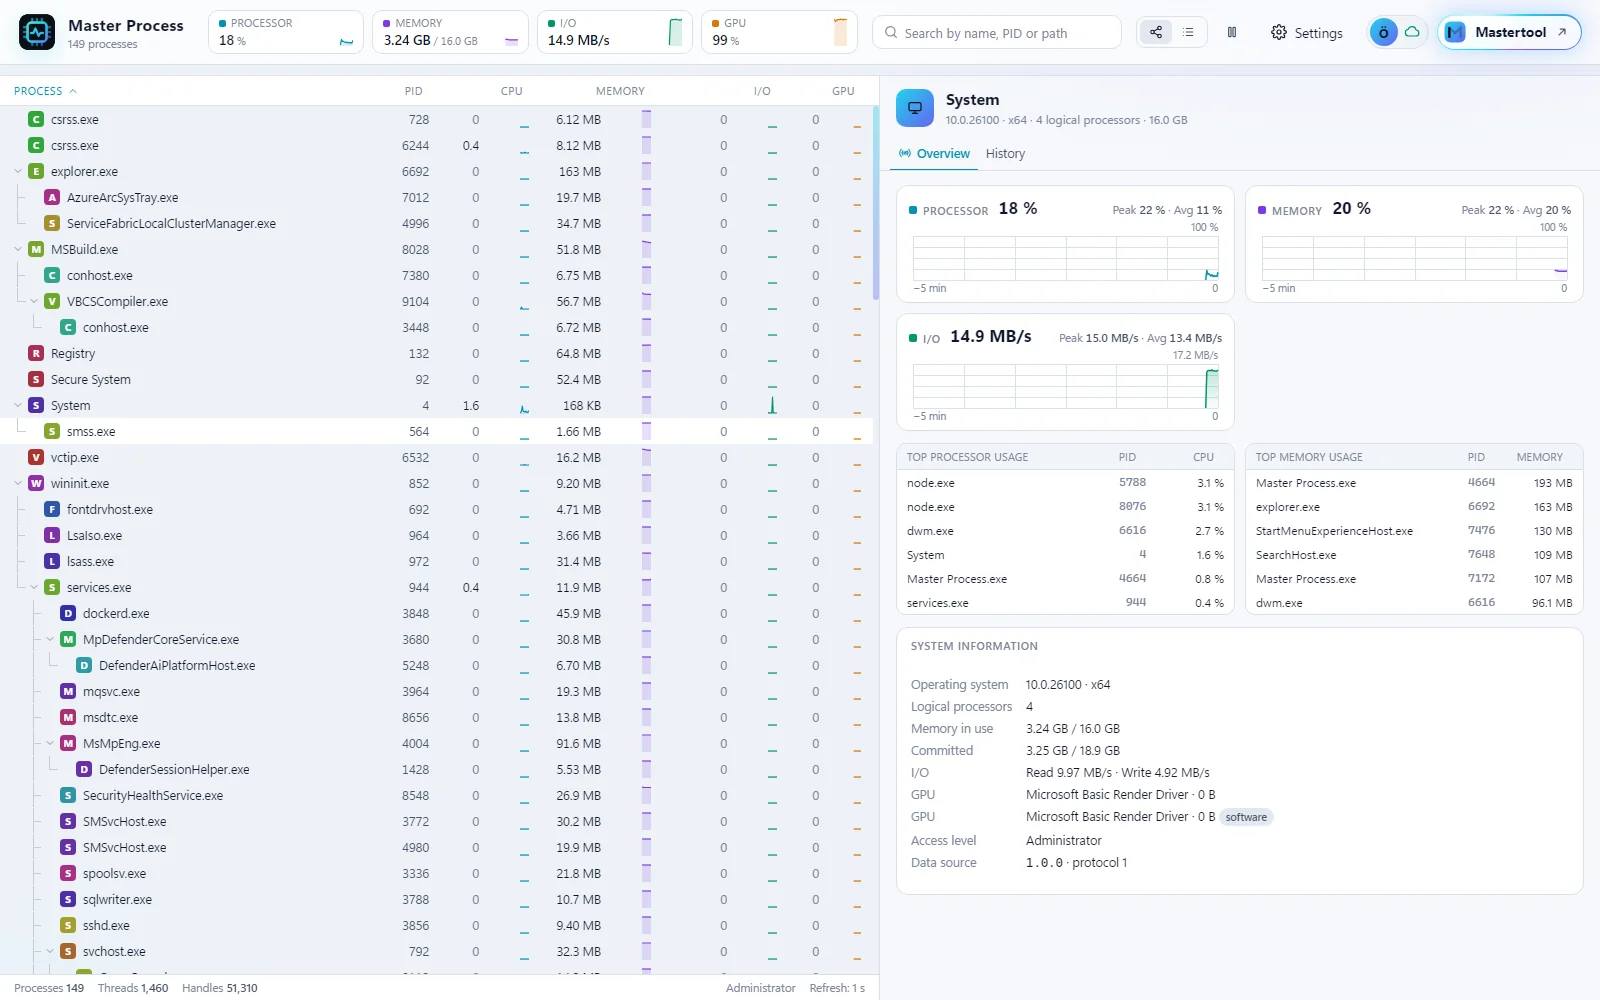 Master Process
149 processes
PROCESSOR
18 %
MEMORY
3.24 GB / 16.0 GB
I/O
14.9 MB/s
GPU
99 %
Search by name, PID or path
Settings
ö
Mastertool
PROCESS PID CPU MEMORY I/O GPU
C csrss.exe 728 0 6.12 MB 0 0
C csrss.exe 6244 0.4 8.12 MB 0 0
E explorer.exe 6692 0 163 MB 0 0
A AzureArcSysTray.exe 7012 0 19.7 MB 0 0
S ServiceFabricLocalClusterManager.exe 4996 0 34.7 MB 0 0
M MSBuild.exe 8028 0 51.8 MB 0 0
C conhost.exe 7380 0 6.75 MB 0 0
V VBCSCompiler.exe 9104 0 56.7 MB 0 0
C conhost.exe 3448 0 6.72 MB 0 0
R Registry 132 0 64.8 MB 0 0
S Secure System 92 0 52.4 MB 0 0
S System 4 1.6 168 KB 0 0
S smss.exe 564 0 1.66 MB 0 0
V vctip.exe 6532 0 16.2 MB 0 0
W wininit.exe 852 0 9.20 MB 0 0
F fontdrvhost.exe 692 0 4.71 MB 0 0
L LsaIso.exe 964 0 3.66 MB 0 0
L lsass.exe 972 0 31.4 MB 0 0
S services.exe 944 0.4 11.9 MB 0 0
D dockerd.exe 3848 0 45.9 MB 0 0
M MpDefenderCoreService.exe 3680 0 30.8 MB 0 0
D DefenderAiPlatformHost.exe 5248 0 6.70 MB 0 0
M mqsvc.exe 3964 0 19.3 MB 0 0
M msdtc.exe 8656 0 13.8 MB 0 0
M MsMpEng.exe 4004 0 91.6 MB 0 0
D DefenderSessionHelper.exe 1428 0 5.53 MB 0 0
S SecurityHealthService.exe 8548 0 26.9 MB 0 0
S SMSvcHost.exe 3772 0 30.2 MB 0 0
S SMSvcHost.exe 4980 0 19.9 MB 0 0
S spoolsv.exe 3336 0 21.8 MB 0 0
S sqlwriter.exe 3788 0 10.7 MB 0 0
S sshd.exe 3856 0 9.40 MB 0 0
S svchost.exe 792 0 32.3 MB 0 0
Processes 149 Threads 1,460 Handles 51,310 Administrator Refresh: 1 s
System
10.0.26100 · x64 · 4 logical processors · 16.0 GB
Overview History
PROCESSOR 18 % Peak 22 % · Avg 11 %
100 %
−5 min 0
MEMORY 20 % Peak 22 % · Avg 20 %
100 %
−5 min 0
I/O 14.9 MB/s Peak 15.0 MB/s · Avg 13.4 MB/s
17.2 MB/s
−5 min 0
TOP PROCESSOR USAGE PID CPU
node.exe 5788 3.1 %
node.exe 8076 3.1 %
dwm.exe 6616 2.7 %
System 4 1.6 %
Master Process.exe 4664 0.8 %
services.exe 944 0.4 %
TOP MEMORY USAGE PID MEMORY
Master Process.exe 4664 193 MB
explorer.exe 6692 163 MB
StartMenuExperienceHost.exe 7476 130 MB
SearchHost.exe 7648 109 MB
Master Process.exe 7172 107 MB
dwm.exe 6616 96.1 MB
SYSTEM INFORMATION
Operating system 10.0.26100 · x64
Logical processors 4
Memory in use 3.24 GB / 16.0 GB
Committed 3.25 GB / 18.9 GB
I/O Read 9.97 MB/s · Write 4.92 MB/s
GPU Microsoft Basic Render Driver · 0 B
GPU Microsoft Basic Render Driver · 0 B software
Access level Administrator
Data source 1.0.0 · protocol 1